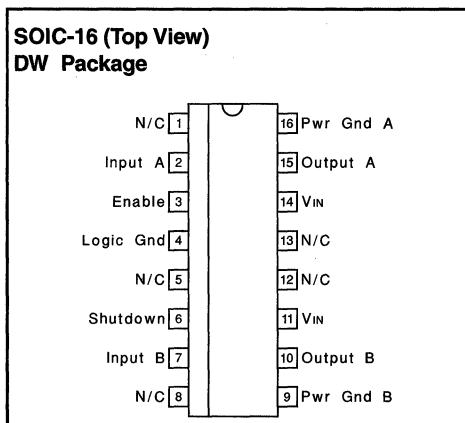 SOIC-16 (Top View)
DW Package
N/C 1 16 Pwr Gnd A
Input A 2 15 Output A
Enable 3 14 VIN
Logic Gnd 4 13 N/C
N/C 5 12 N/C
Shutdown 6 11 VIN
Input B 7 10 Output B
N/C 8 9 Pwr Gnd B